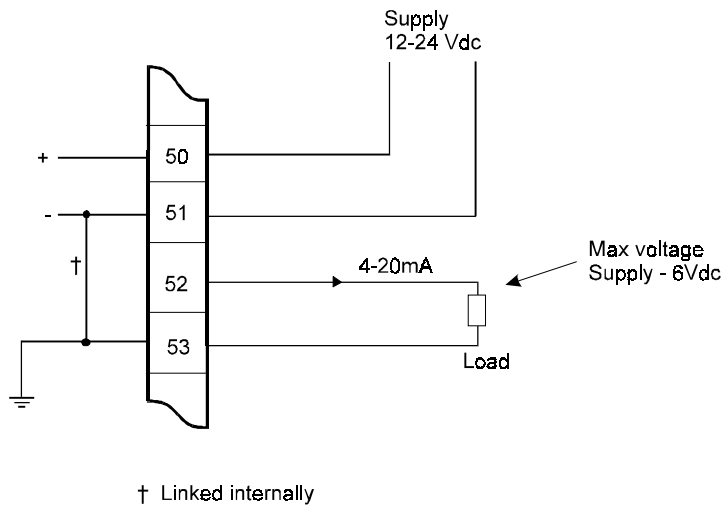 Supply
12-24 Vdc
+
50
-
51
†
52
4-20mA
Max voltage
Supply - 6Vdc
53
Load
† Linked internally